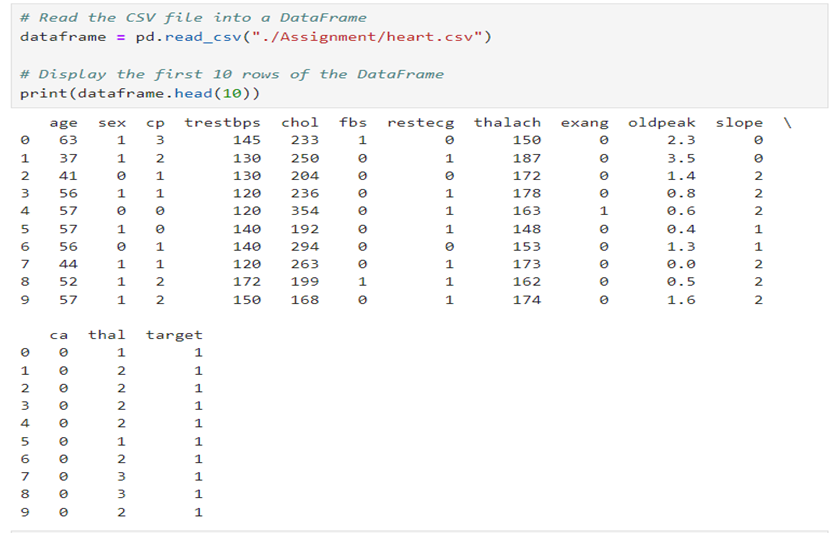 # Read the CSV file into a DataFrame
dataframe = pd.read_csv("./Assignment/heart.csv")
# Display the first 10 rows of the DataFrame
print(dataframe.head(10))
age sex cp trestbps chol fbs restecg thalach exang oldpeak slope \
0 63 1 3 145 233 1 0 150 0 2.3 0
1 37 1 2 130 250 0 1 187 0 3.5 0
2 41 0 1 130 204 0 0 172 0 1.4 2
3 56 1 1 120 236 0 1 178 0 0.8 2
4 57 0 0 120 354 0 1 163 1 0.6 2
5 57 1 0 140 192 0 1 148 0 0.4 1
6 56 0 1 140 294 0 0 153 0 1.3 1
7 44 1 1 120 263 0 1 173 0 0.0 2
8 52 1 2 172 199 1 1 162 0 0.5 2
9 57 1 2 150 168 0 1 174 0 1.6 2
ca thal target
0 0 1 1
1 0 2 1
2 0 2 1
3 0 2 1
4 0 2 1
5 0 1 1
6 0 2 1
7 0 3 1
8 0 3 1
9 0 2 1